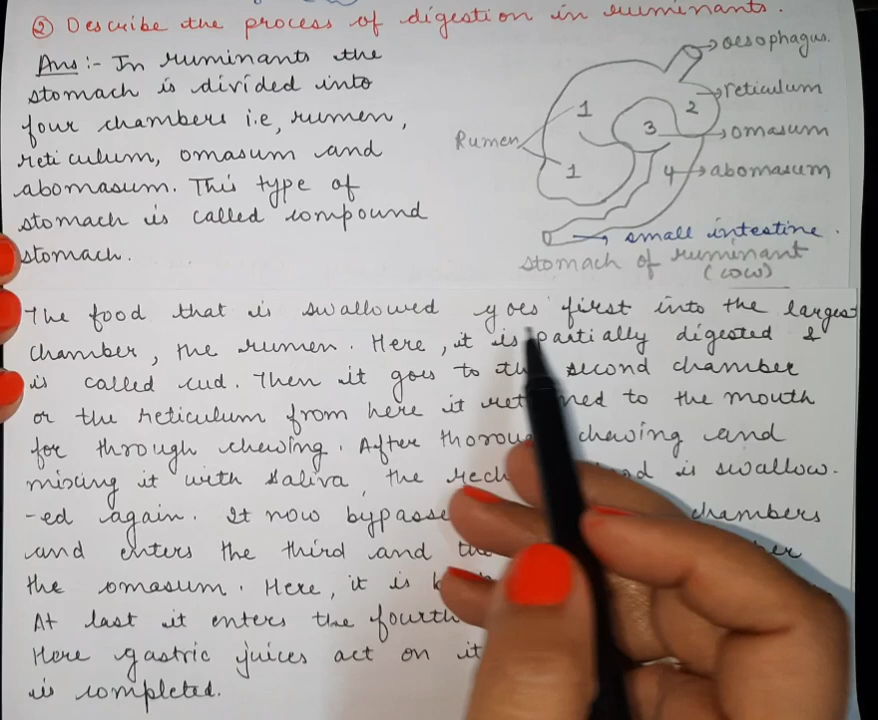 ② Describe the process of digestion in ruminants.
Ans :- In ruminants the
stomach is divided into
four chambers i.e, rumen,
reticulum, omasum and
abomasum. This type of
stomach is called compound
stomach.
oesophagus.
reticulum
omasum
abomasum
Rumen
1
1
2
3
4
small intestine.
stomach of ruminant
(cow)
The food that is swallowed goes first into the largest
chamber, the rumen. Here, it is partially digested &
is called cud. Then it goes to the second chamber
or the reticulum from here it to the mouth
for through chewing. After chewing and
mixing it with saliva, the is swallow.
-ed again. It now chambers
and enters the third and
the omasum. Here, it is
At last it enters the fourth
Here gastric juices act on it
is completed.